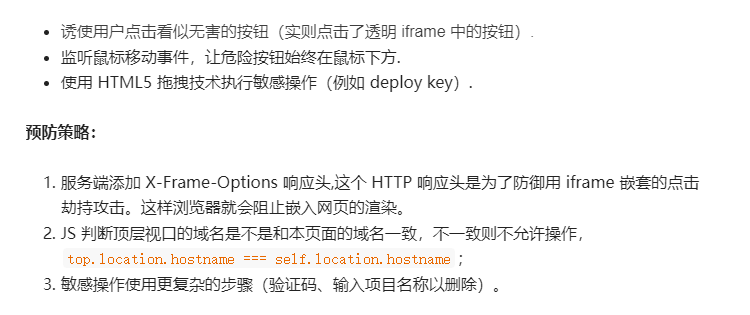 • 诱使用户点击看似无害的按钮（实则点击了透明 iframe 中的按钮）.
• 监听鼠标移动事件，让危险按钮始终在鼠标下方.
• 使用 HTML5 拖拽技术执行敏感操作（例如 deploy key）.
预防策略：
1. 服务端添加 X-Frame-Options 响应头,这个 HTTP 响应头是为了防御用 iframe 嵌套的点击
劫持攻击。这样浏览器就会阻止嵌入网页的渲染。
2. JS 判断顶层视口的域名是不是和本页面的域名一致，不一致则不允许操作，
top.location.hostname === self.location.hostname；
3. 敏感操作使用更复杂的步骤（验证码、输入项目名称以删除）。